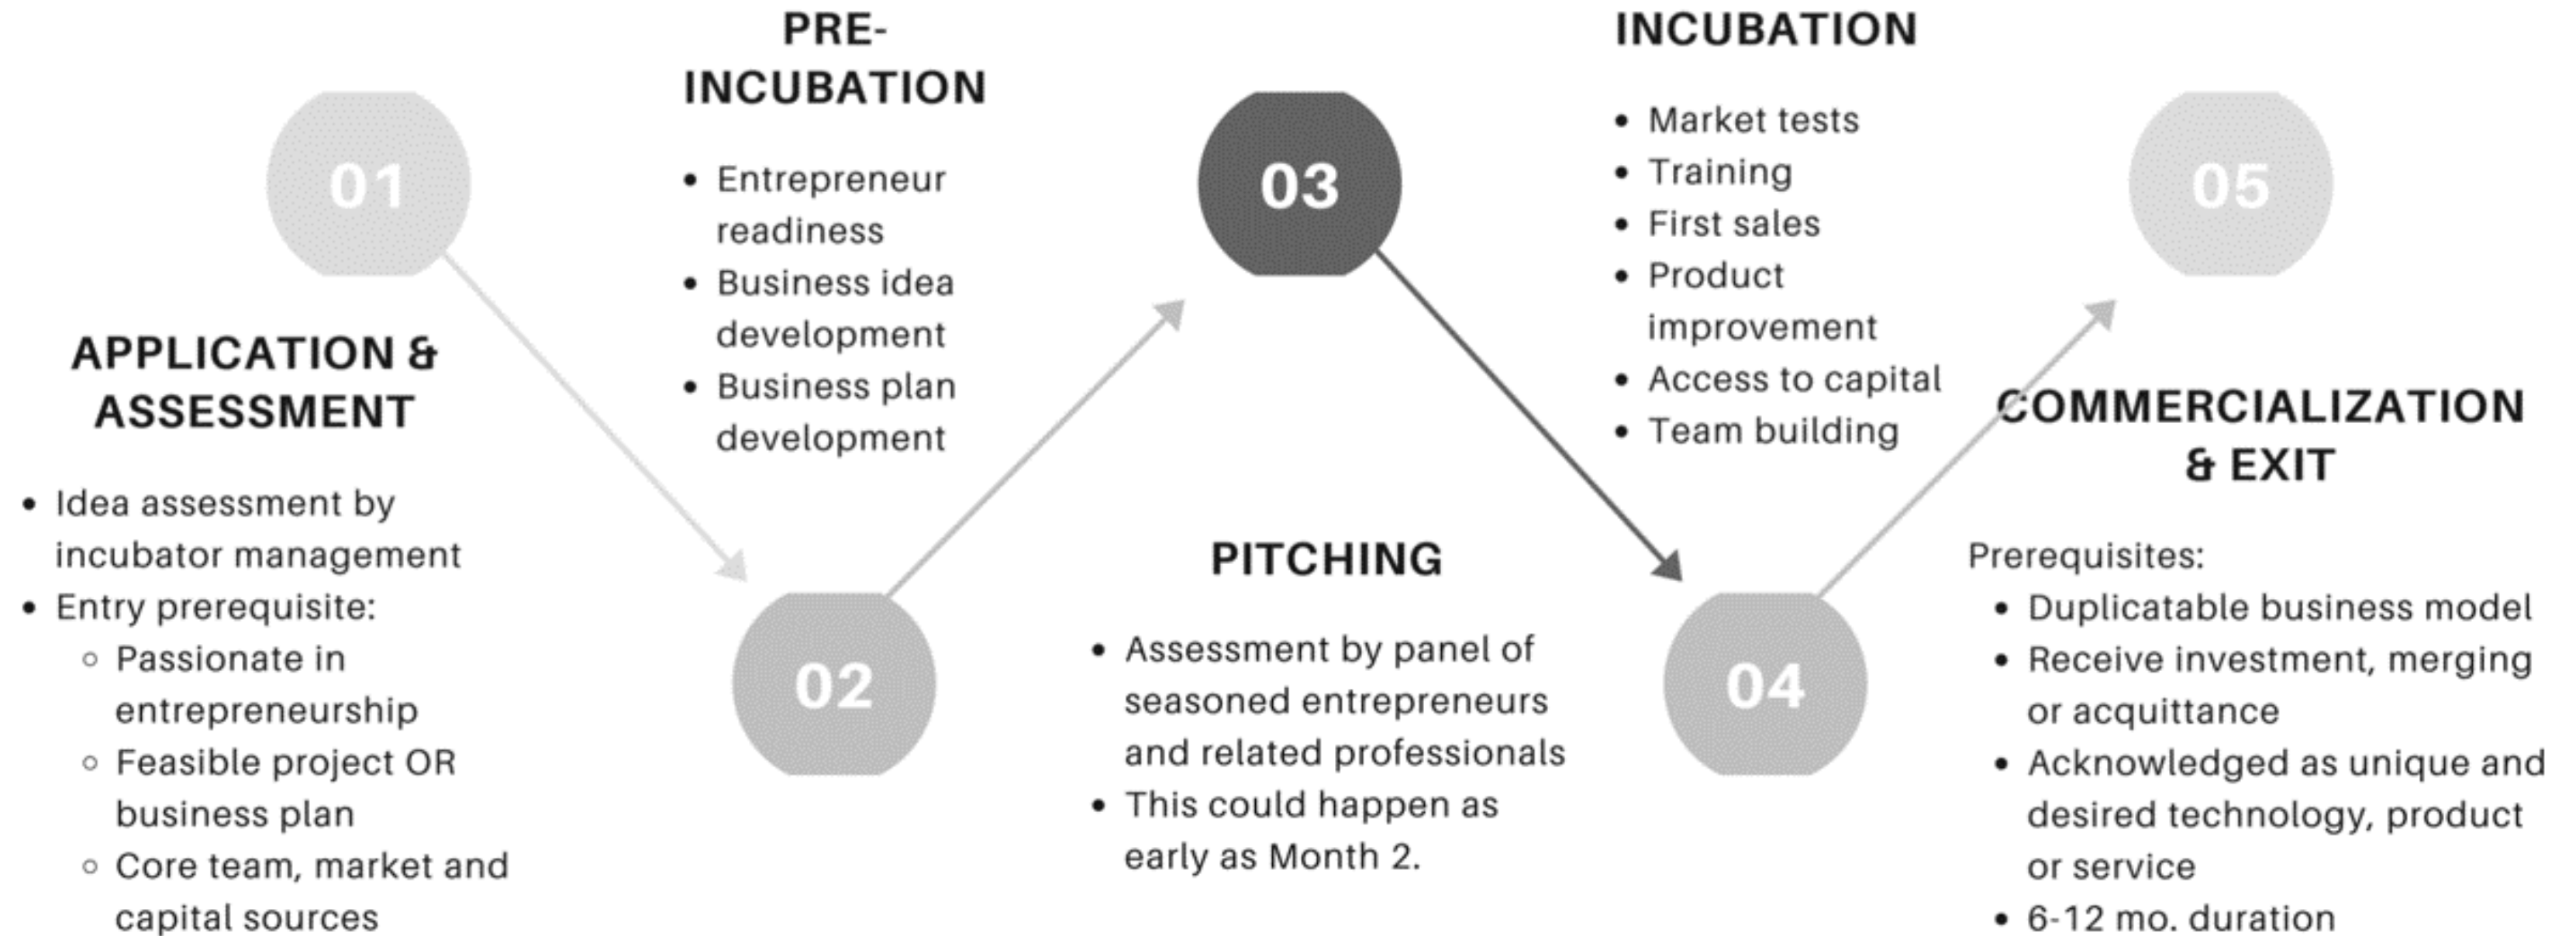 01
APPLICATION &
ASSESSMENT
• Idea assessment by
incubator management
• Entry prerequisite:
○ Passionate in
entrepreneurship
○ Feasible project OR
business plan
○ Core team, market and
capital sources
PRE-
INCUBATION
• Entrepreneur
readiness
• Business idea
development
• Business plan
development
02
03
PITCHING
• Assessment by panel of
seasoned entrepreneurs
and related professionals
• This could happen as
early as Month 2.
INCUBATION
• Market tests
• Training
• First sales
• Product
improvement
• Access to capital
• Team building
04
05
COMMERCIALIZATION
& EXIT
Prerequisites:
• Duplicatable business model
• Receive investment, merging
or acquittance
• Acknowledged as unique and
desired technology, product
or service
• 6-12 mo. duration